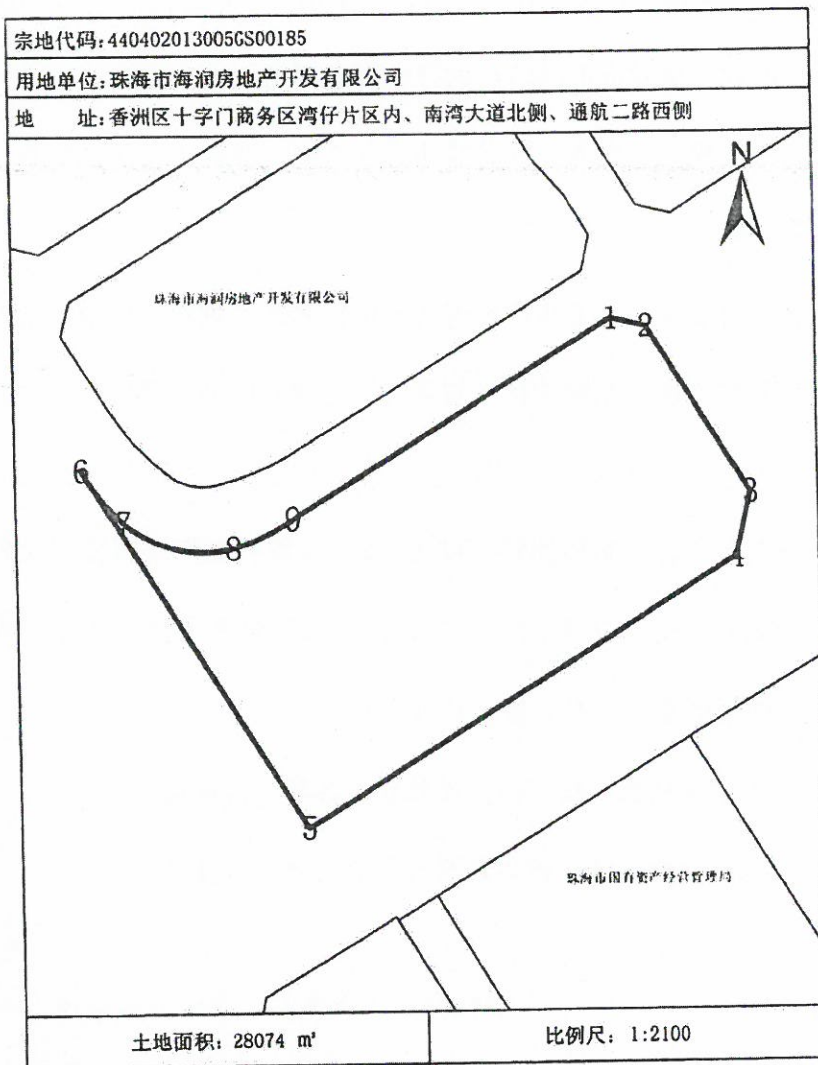 宗地代码:440402013005GS00185
用地单位:珠海市海润房地产开发有限公司
地 址:香洲区十字门商务区湾仔片区内、南湾大道北侧、通航二路西侧
N
珠海市海润房地产开发有限公司
1
2
3
6
7
8
9
4
5
珠海市国有资产经营管理局
土地面积: 28074 m²
比例尺: 1:2100